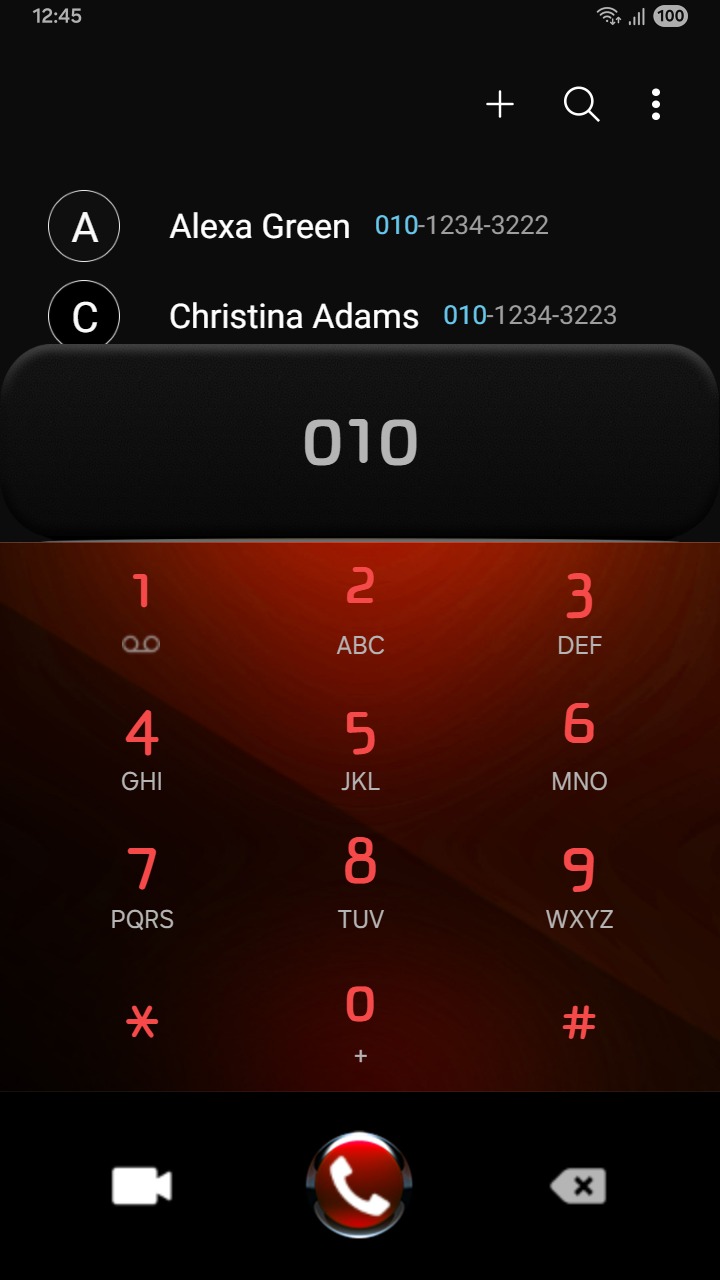 12:45 100
A Alexa Green 010-1234-3222
C Christina Adams 010-1234-3223
010
1 2 3
ABC DEF
4 5 6
GHI JKL MNO
7 8 9
PQRS TUV WXYZ
* 0 #
+